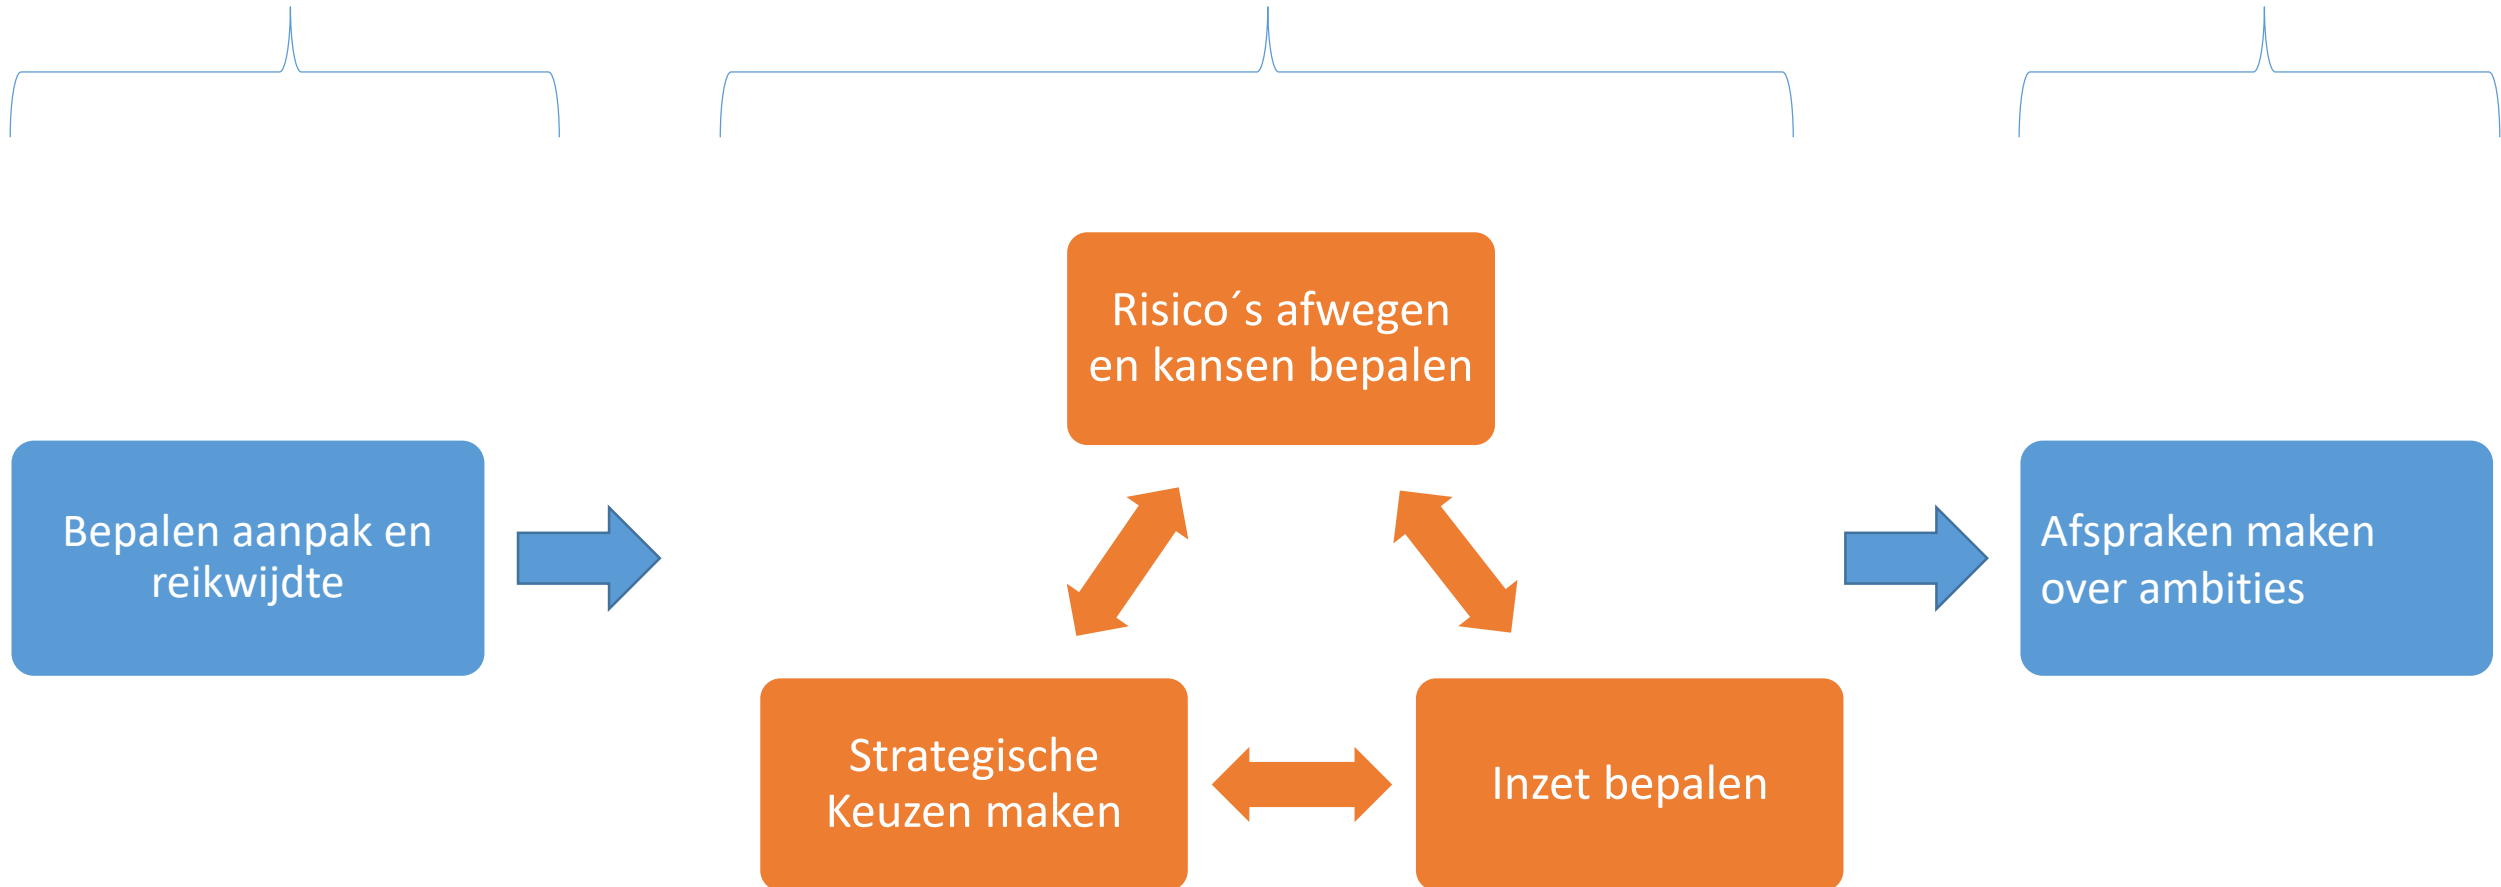 Risico´s afwegen
en kansen bepalen
Bepalen aanpak en
reikwijdte
Afspraken maken
over ambities
Strategische
Keuzen maken
Inzet bepalen